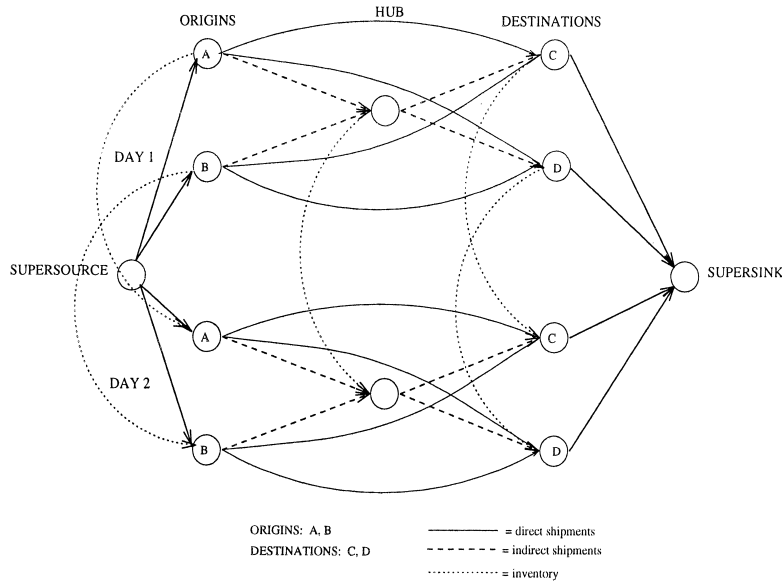 HUB
ORIGINS
DESTINATIONS
A
C
DAY 1
B
D
SUPERSOURCE
SUPERSINK
A
C
DAY 2
B
D
ORIGINS: A, B
= direct shipments
DESTINATIONS: C, D
= indirect shipments
= inventory